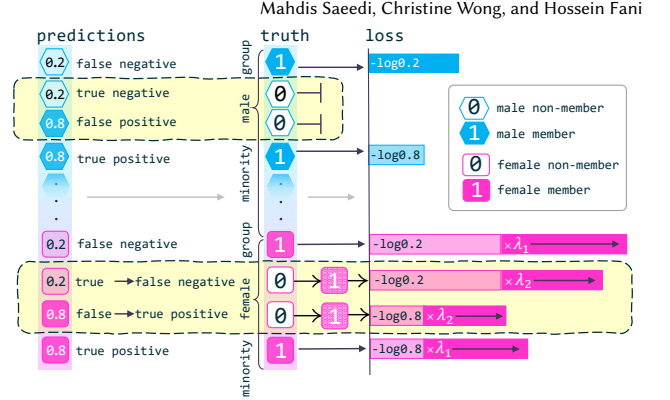 Mahdis Saeedi, Christine Wong, and Hossein Fani
predictions truth loss
0.2 false negative 1 -log0.2
0.2 true negative 0
0.8 false positive 0
0.8 true positive 1 -log0.8
minority male group
0 male non-member
1 male member
0 female non-member
1 female member
0.2 false negative 1 -log0.2 ×λ1
0.2 true → false negative 0 → 1 -log0.2 ×λ2
0.8 false → true positive 0 → 1 -log0.8 ×λ2
0.8 true positive 1 -log0.8 ×λ1
minority female group